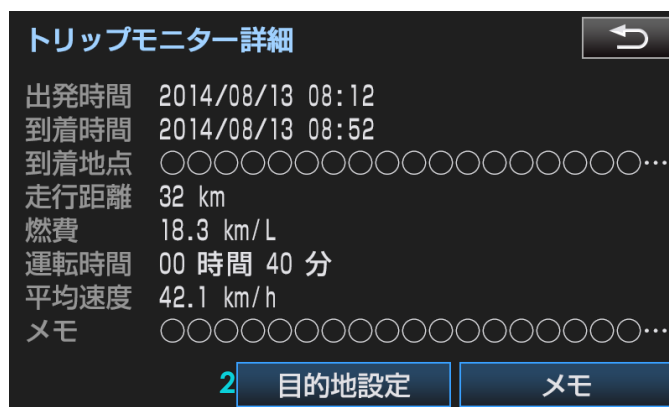 トリップモニター詳細
出発時間 2014/08/13 08:12
到着時間 2014/08/13 08:52
到着地点 ○○○○○○○○○○○○○○○○○○…
走行距離 32 km
燃費 18.3 km/L
運転時間 00 時間 40 分
平均速度 42.1 km/h
メモ ○○○○○○○○○○○○○○○○○○…
2 目的地設定 メモ